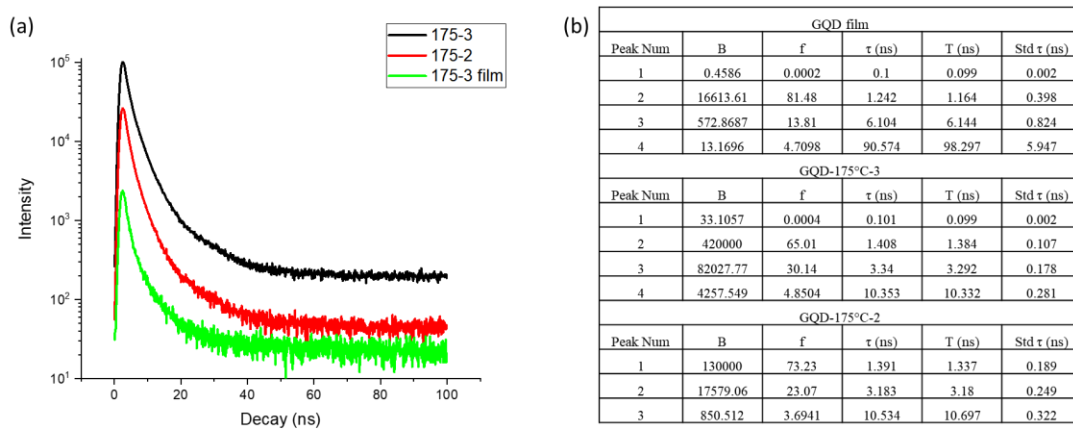 (a)
175-3
175-2
175-3 film
10^5
10^4
10^3
10^2
10^1
Intensity
0 20 40 60 80 100
Decay (ns)
(b)
GQD film
Peak Num B f τ (ns) T (ns) Std τ (ns)
1 0.4586 0.0002 0.1 0.099 0.002
2 16613.61 81.48 1.242 1.164 0.398
3 572.8687 13.81 6.104 6.144 0.824
4 13.1696 4.7098 90.574 98.297 5.947
GQD-175°C-3
Peak Num B f τ (ns) T (ns) Std τ (ns)
1 33.1057 0.0004 0.101 0.099 0.002
2 420000 65.01 1.408 1.384 0.107
3 82027.77 30.14 3.34 3.292 0.178
4 4257.549 4.8504 10.353 10.332 0.281
GQD-175°C-2
Peak Num B f τ (ns) T (ns) Std τ (ns)
1 130000 73.23 1.391 1.337 0.189
2 17579.06 23.07 3.183 3.18 0.249
3 850.512 3.6941 10.534 10.697 0.322